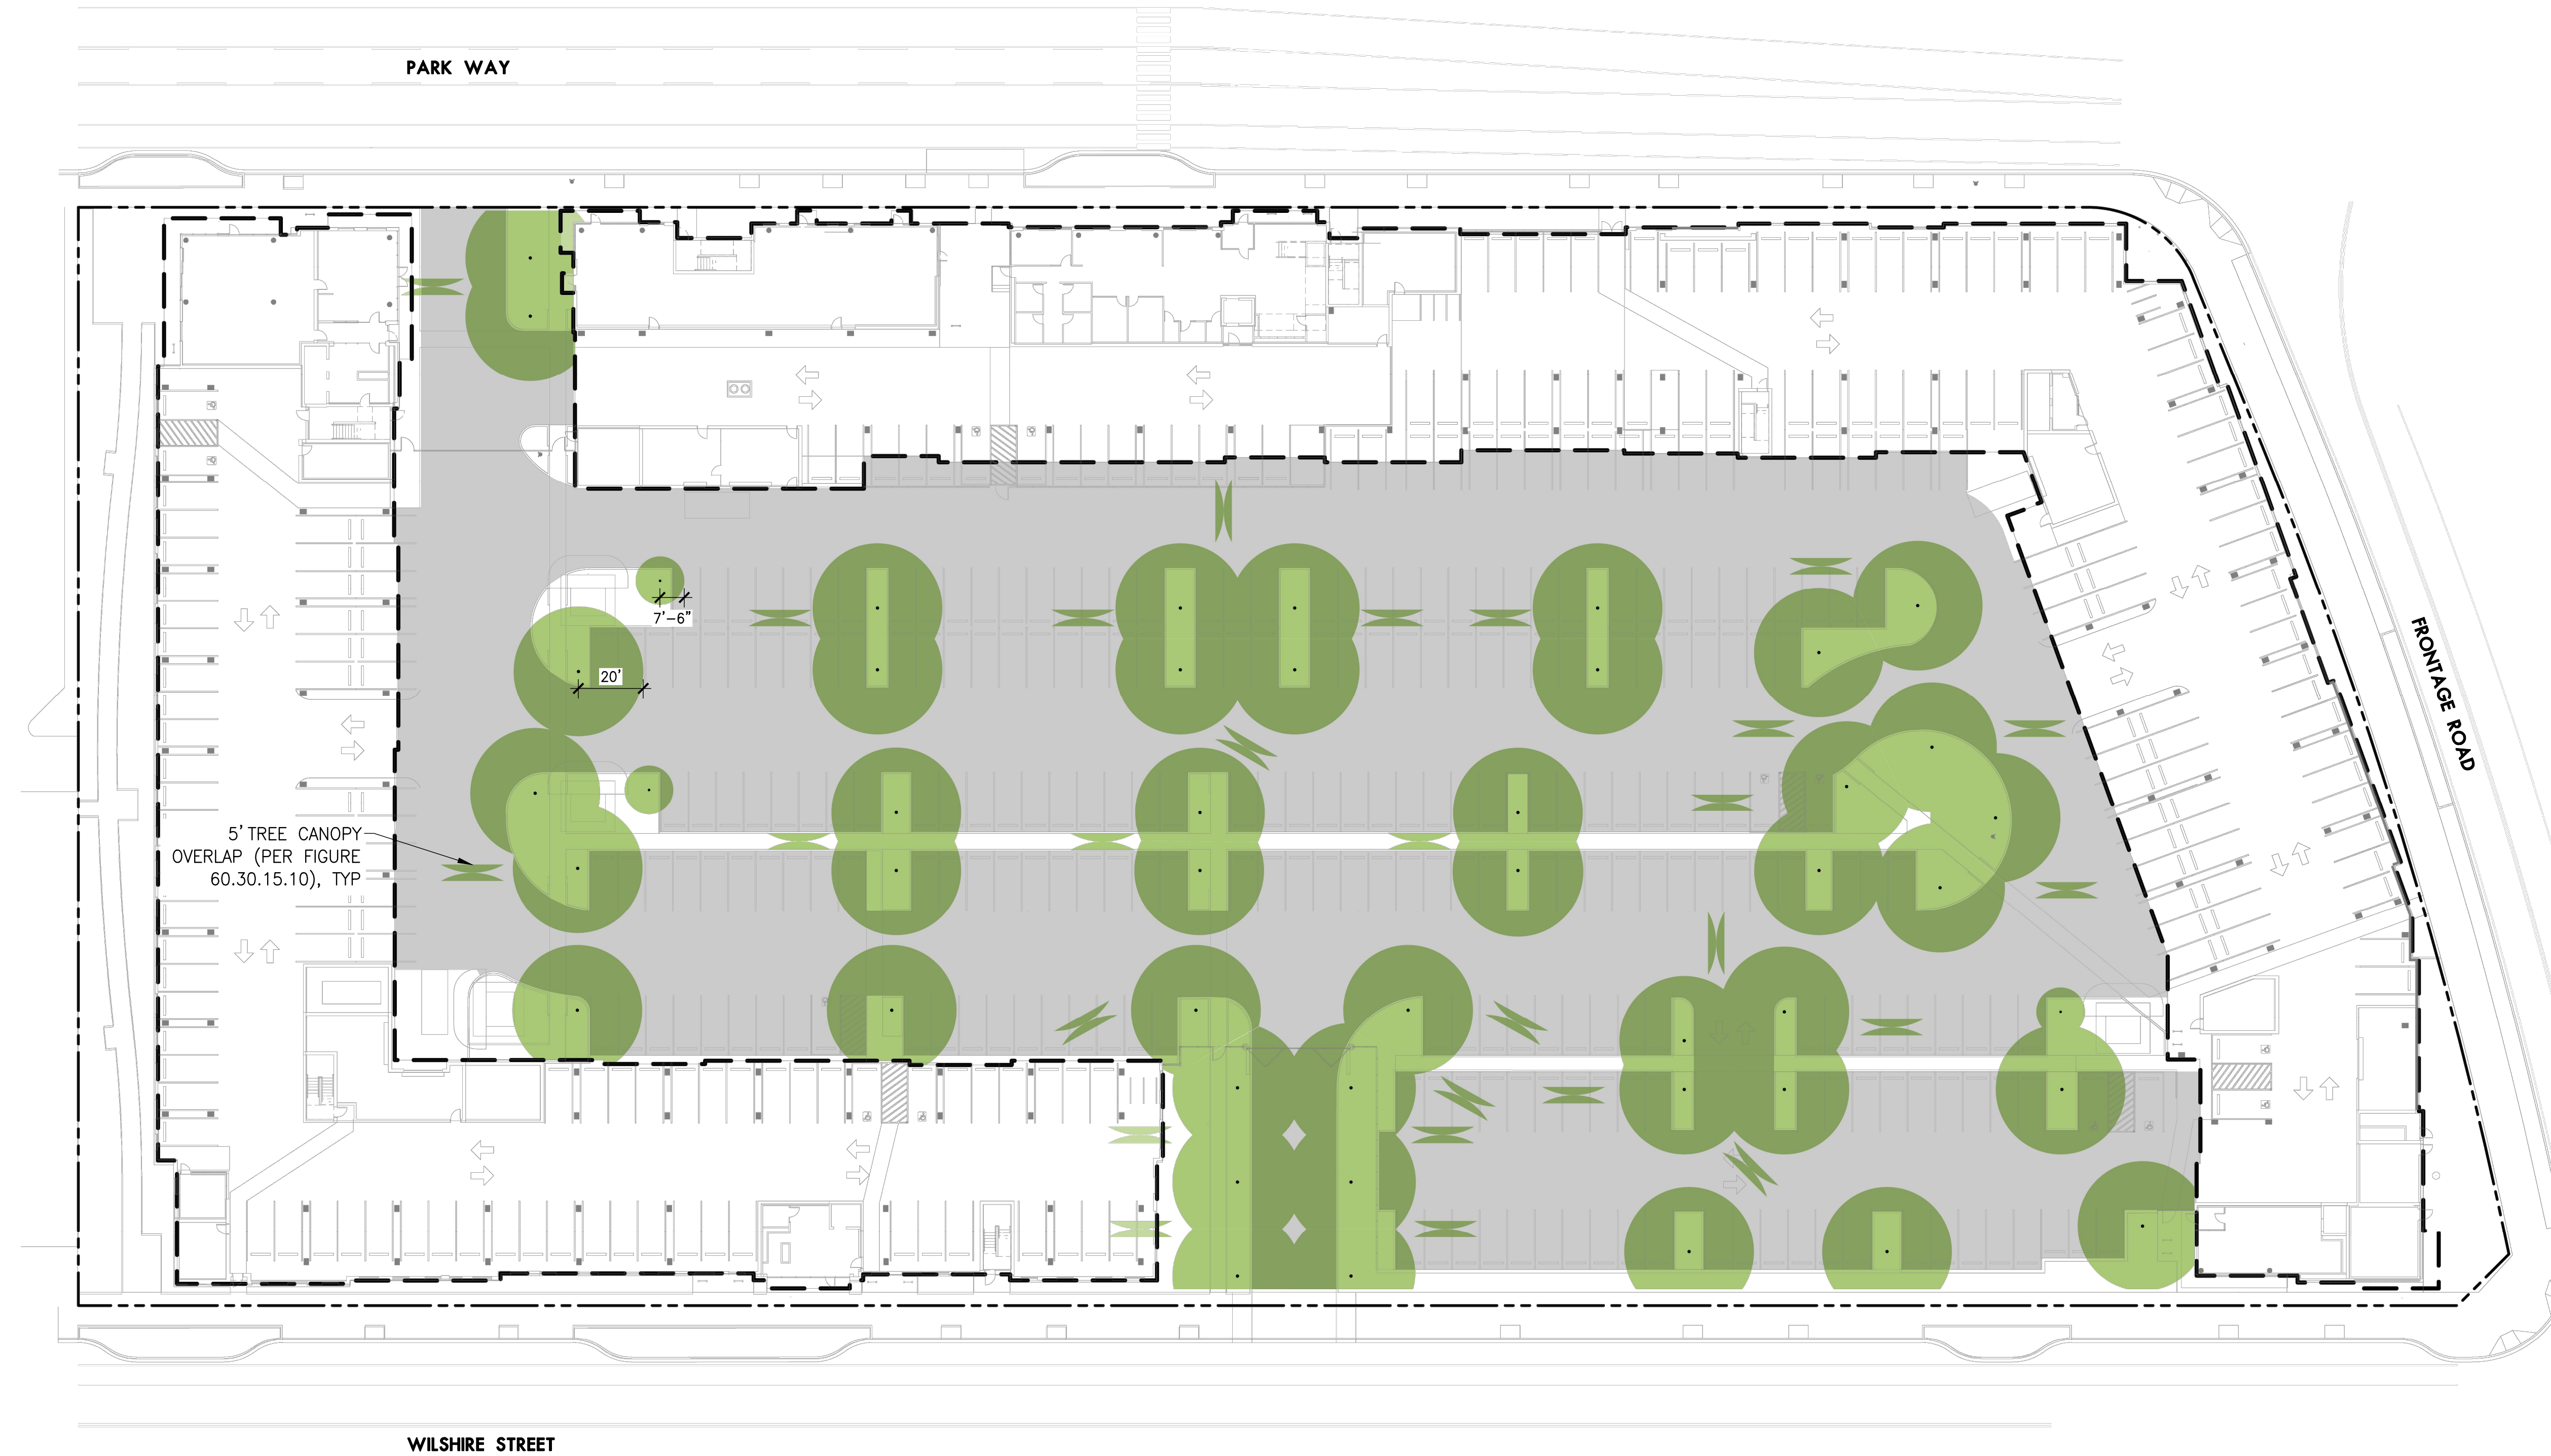 PARK WAY
7'-6"
20'
FRONTAGE ROAD
5' TREE CANOPY
OVERLAP (PER FIGURE
60.30.15.10), TYP
WILSHIRE STREET